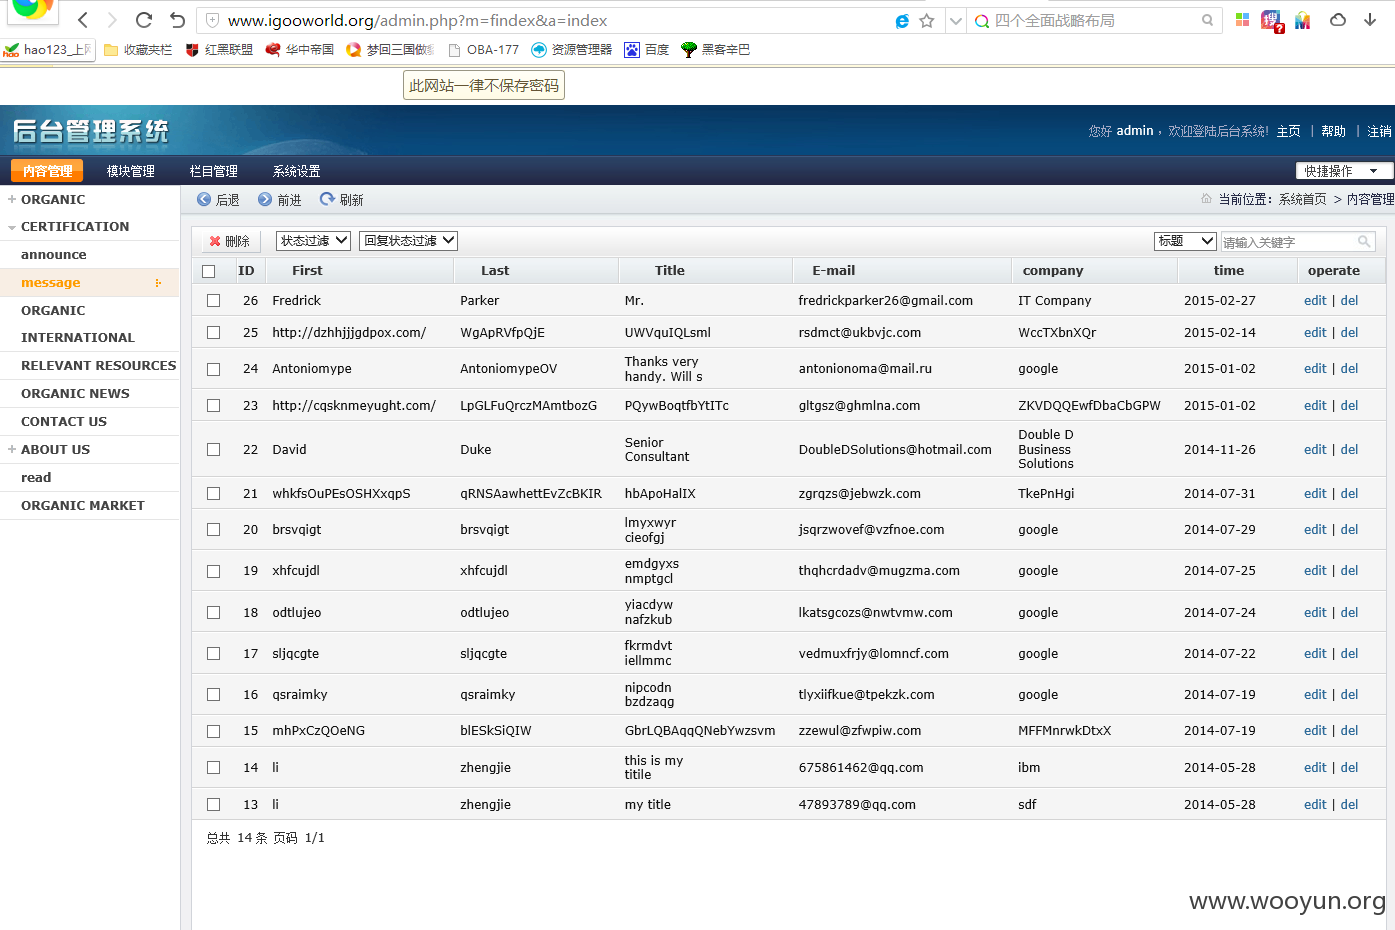 www.igooworld.org/admin.php?m=findex&a=index
四个全面战略布局
hao123_上
收藏夹栏
红黑联盟
华中帝国
梦回三国做
OBA-177
资源管理器
百度
黑客辛巴
此网站一律不保存密码
后台管理系统
您好 admin , 欢迎登陆后台系统! 主页 | 帮助 | 注销
内容管理 模块管理 栏目管理 系统设置
快捷操作
后退 前进 刷新
当前位置: 系统首页 > 内容管理
ORGANIC
CERTIFICATION
announce
message
ORGANIC
INTERNATIONAL
RELEVANT RESOURCES
ORGANIC NEWS
CONTACT US
ABOUT US
read
ORGANIC MARKET
删除 状态过滤 回复状态过滤 标题 请输入关键字
ID First Last Title E-mail company time operate
26 Fredrick Parker Mr. fredrickparker26@gmail.com IT Company 2015-02-27 edit | del
25 http://dzhhjjjgdpox.com/ WgApRVfpQjE UWVquIQLsml rsdmct@ukbvjc.com WccTXbnXQr 2015-02-14 edit | del
24 Antoniomype AntoniomypeOV Thanks very handy. Will s antonionoma@mail.ru google 2015-01-02 edit | del
23 http://cqsknmeyught.com/ LpGLFuQrczMAmtbozG PQywBoqtfbYtITc gltgsz@ghmlna.com ZKVDQQEwfDbaCbGPW 2015-01-02 edit | del
22 David Duke Senior Consultant DoubleDSolutions@hotmail.com Double D Business Solutions 2014-11-26 edit | del
21 whkfsOuPEsOSHXxqpS qRNSAawhettEvZcBKIR hbApoHalIX zgrqzs@jebwzk.com TkePnHgi 2014-07-31 edit | del
20 brsvqigt brsvqigt lmyxwyr cieofgj jsqrzwovef@vzfnoe.com google 2014-07-29 edit | del
19 xhfcujdl xhfcujdl emdgyxs nmptgcl thqhcrdadv@mugzma.com google 2014-07-25 edit | del
18 odtlujeo odtlujeo yiacdyw nafzkub lkatsgcozs@nwtvmw.com google 2014-07-24 edit | del
17 sljqcgte sljqcgte fkrmdvt iellmmc vedmuxfrjy@lomncf.com google 2014-07-22 edit | del
16 qsraimky qsraimky nipcodn bzdzaqg tlyxiifkue@tpekzk.com google 2014-07-19 edit | del
15 mhPxCzQOeNG blESkSiQIW GbrLQBAqqQNebYwzsvm zzewul@zfwpiw.com MFFMnrwkDtxX 2014-07-19 edit | del
14 li zhengjie this is my titile 675861462@qq.com ibm 2014-05-28 edit | del
13 li zhengjie my title 47893789@qq.com sdf 2014-05-28 edit | del
总共 14 条 页码 1/1
www.wooyun.org